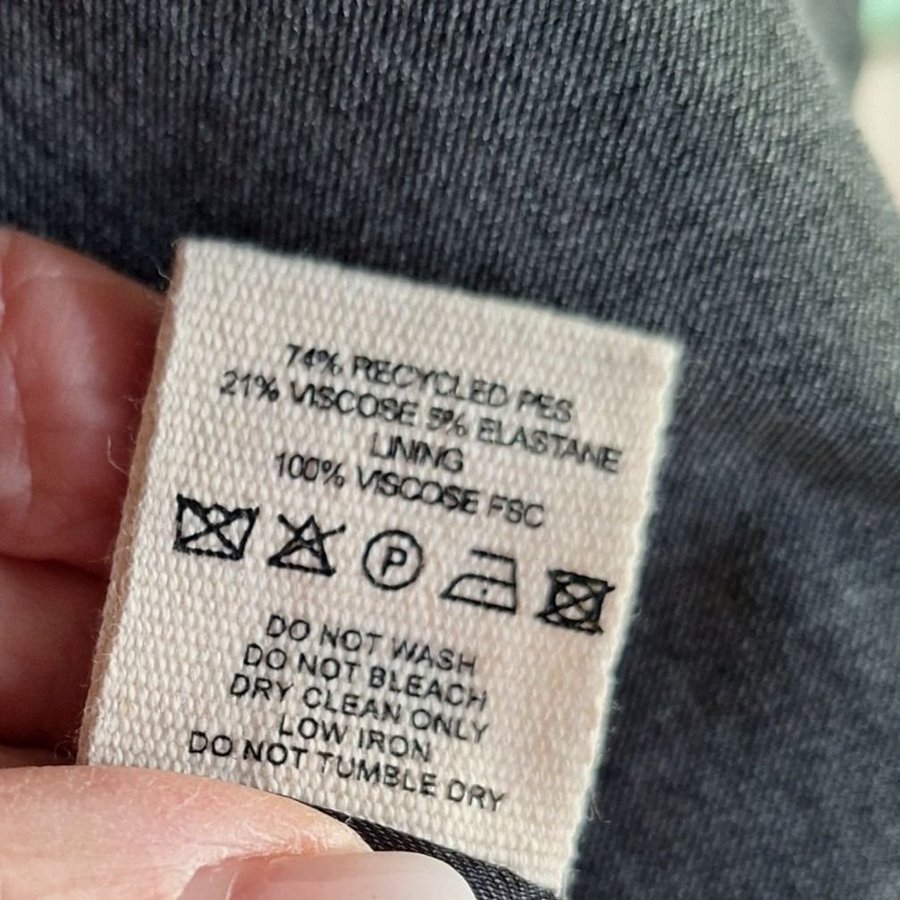 74% RECYCLED PES
21% VISCOSE 5% ELASTANE
LINING
100% VISCOSE FSC
P
DO NOT WASH
DO NOT BLEACH
DRY CLEAN ONLY
LOW IRON
DO NOT TUMBLE DRY